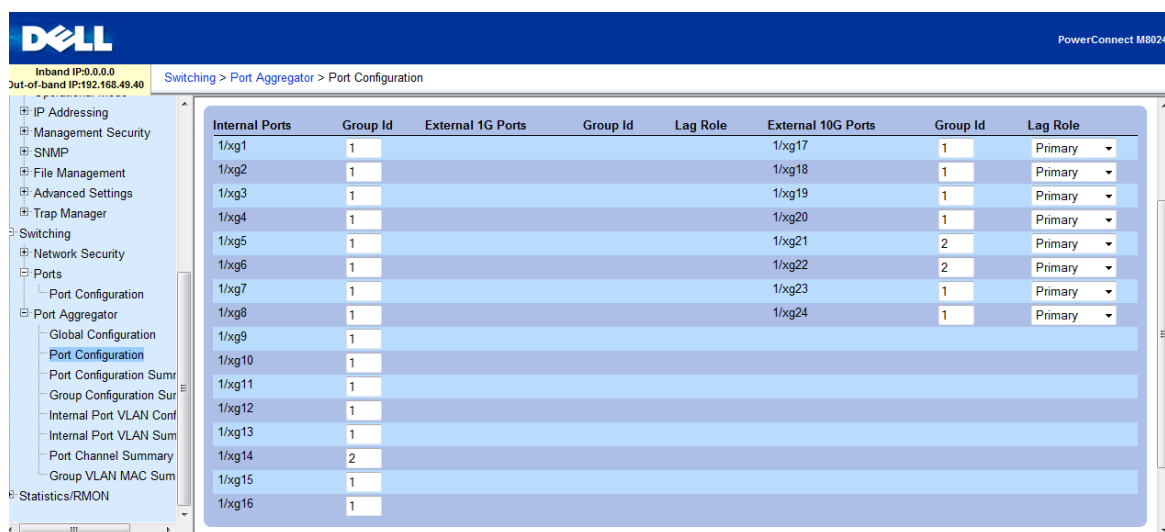 DELL
PowerConnect M8024
Inband IP:0.0.0.0
Out-of-band IP:192.168.49.40
Switching > Port Aggregator > Port Configuration
IP Addressing
Management Security
SNMP
File Management
Advanced Settings
Trap Manager
Switching
Network Security
Ports
Port Configuration
Port Aggregator
Global Configuration
Port Configuration
Port Configuration Summ
Group Configuration Sur
Internal Port VLAN Conf
Internal Port VLAN Sum
Port Channel Summary
Group VLAN MAC Sum
Statistics/RMON
Internal Ports Group Id External 1G Ports Group Id Lag Role External 10G Ports Group Id Lag Role
1/xg1 1 1/xg17 1 Primary
1/xg2 1 1/xg18 1 Primary
1/xg3 1 1/xg19 1 Primary
1/xg4 1 1/xg20 1 Primary
1/xg5 1 1/xg21 2 Primary
1/xg6 1 1/xg22 2 Primary
1/xg7 1 1/xg23 1 Primary
1/xg8 1 1/xg24 1 Primary
1/xg9 1
1/xg10 1
1/xg11 1
1/xg12 1
1/xg13 1
1/xg14 2
1/xg15 1
1/xg16 1